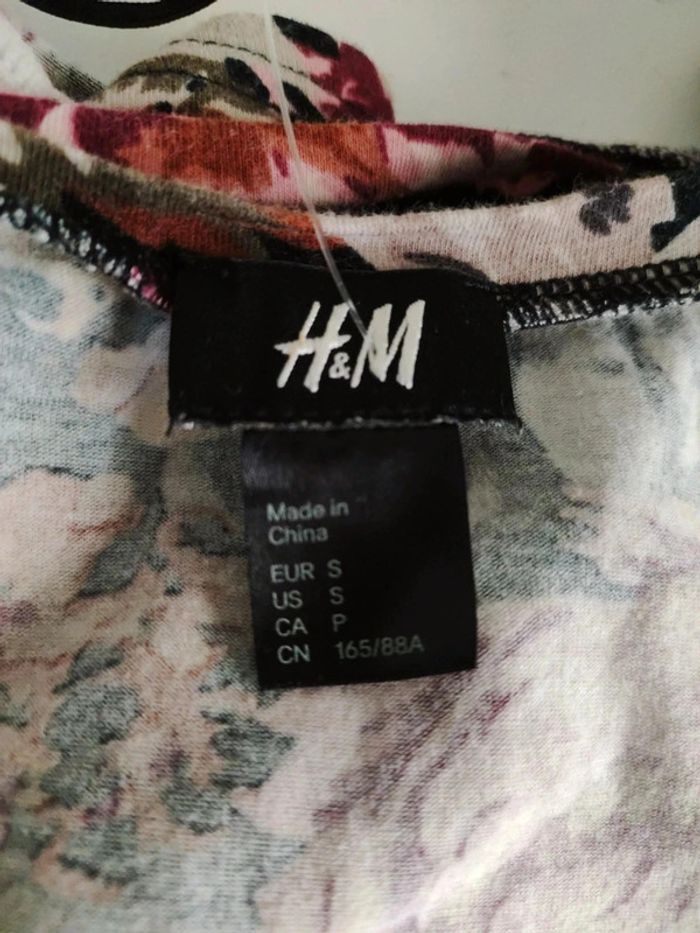 H&M
Made in
China
EUR S
US S
CA P
CN 165/88A